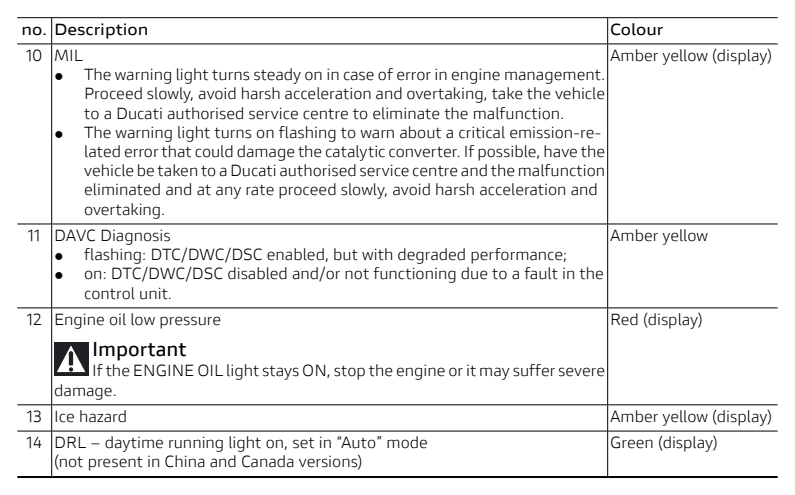 no. Description Colour
10 MIL Amber yellow (display)
● The warning light turns steady on in case of error in engine management.
Proceed slowly, avoid harsh acceleration and overtaking, take the vehicle
to a Ducati authorised service centre to eliminate the malfunction.
● The warning light turns on flashing to warn about a critical emission-re-
lated error that could damage the catalytic converter. If possible, have the
vehicle be taken to a Ducati authorised service centre and the malfunction
eliminated and at any rate proceed slowly, avoid harsh acceleration and
overtaking.
11 DAVC Diagnosis Amber yellow
● flashing: DTC/DWC/DSC enabled, but with degraded performance;
● on: DTC/DWC/DSC disabled and/or not functioning due to a fault in the
control unit.
12 Engine oil low pressure Red (display)
Important
If the ENGINE OIL light stays ON, stop the engine or it may suffer severe
damage.
13 Ice hazard Amber yellow (display)
14 DRL – daytime running light on, set in “Auto” mode Green (display)
(not present in China and Canada versions)